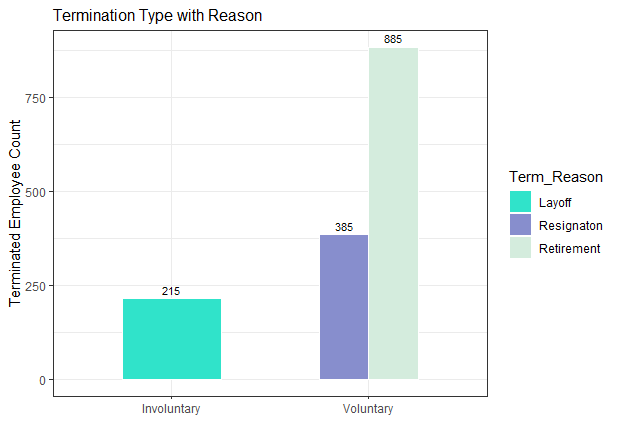 Termination Type with Reason
Terminated Employee Count
750
500
250
0
885
385
215
Involuntary
Voluntary
Term_Reason
Layoff
Resignaton
Retirement